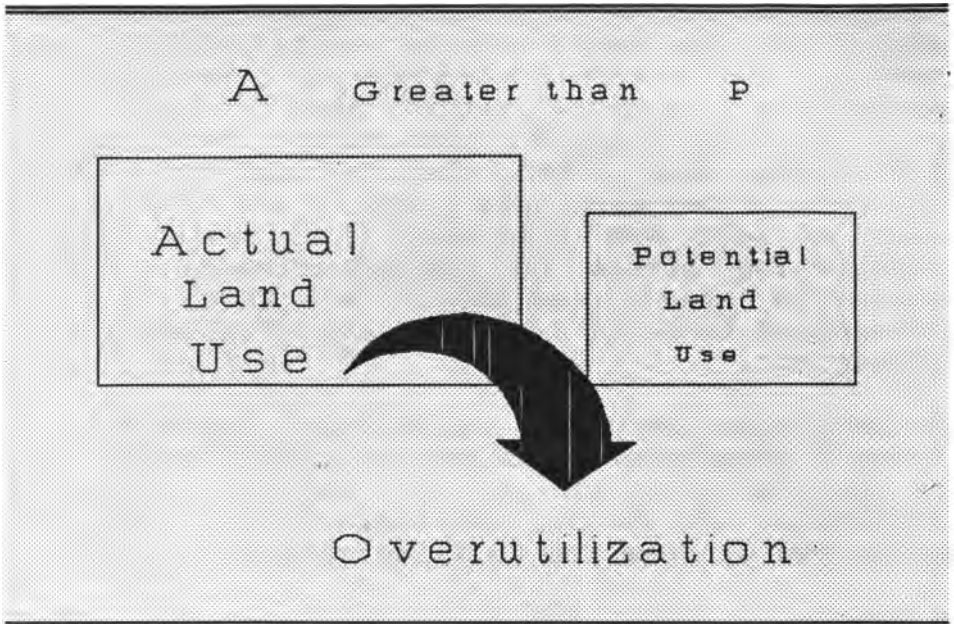 A Greater than P
Actual
Land
Use
Potential
Land
Use
Overutilization